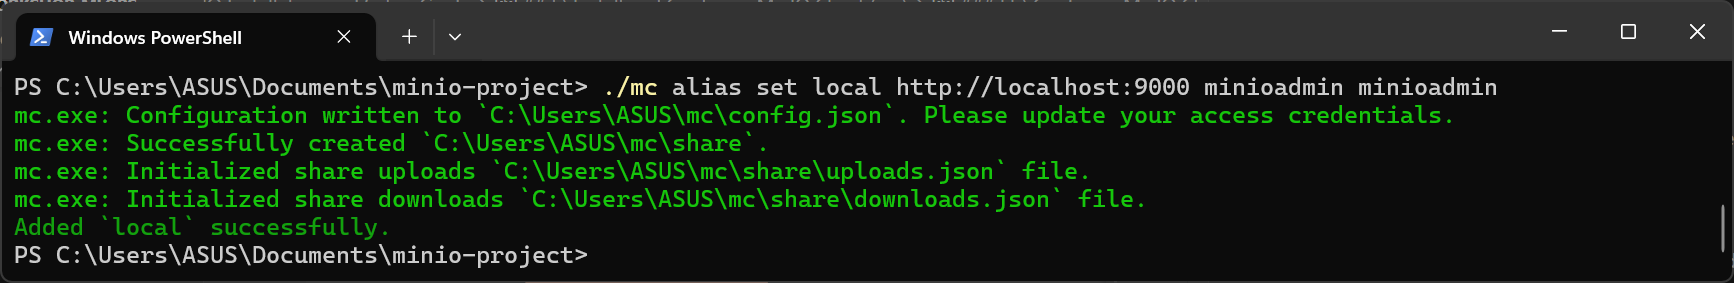 Windows PowerShell
PS C:\Users\ASUS\Documents\minio-project> ./mc alias set local http://localhost:9000 minioadmin minioadmin
mc.exe: Configuration written to `C:\Users\ASUS\mc\config.json`. Please update your access credentials.
mc.exe: Successfully created `C:\Users\ASUS\mc\share`.
mc.exe: Initialized share uploads `C:\Users\ASUS\mc\share\uploads.json` file.
mc.exe: Initialized share downloads `C:\Users\ASUS\mc\share\downloads.json` file.
Added `local` successfully.
PS C:\Users\ASUS\Documents\minio-project>